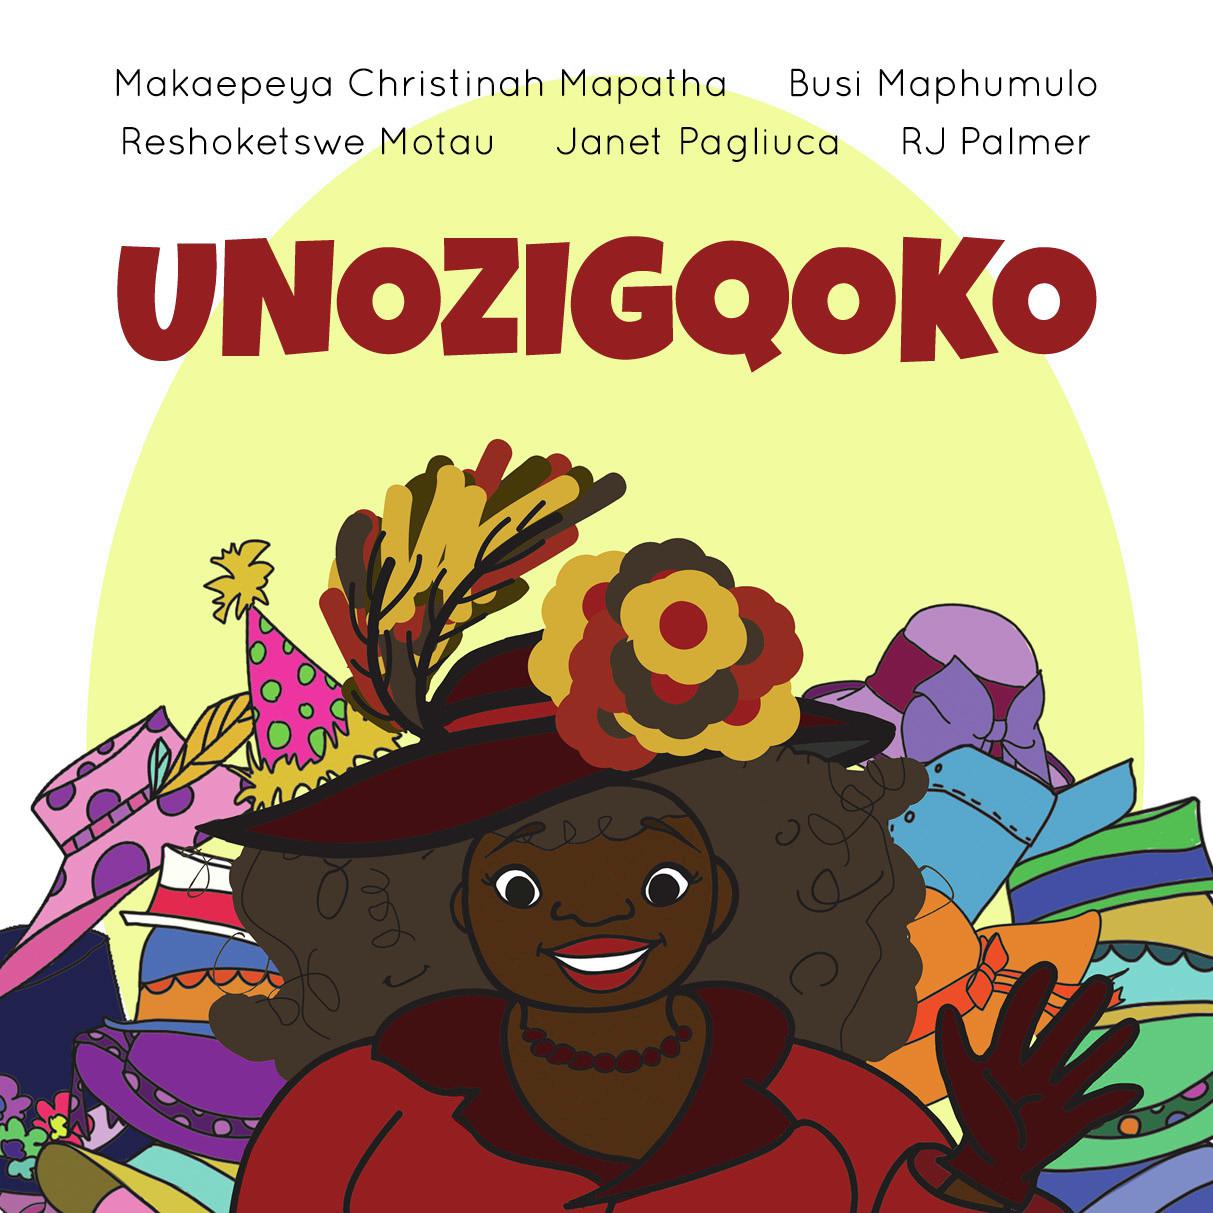 Makaepeya Christinah Mapatha Busi Maphumulo
Reshoketswe Motau Janet Pagliuca RJ Palmer
UNOZIGQOKO